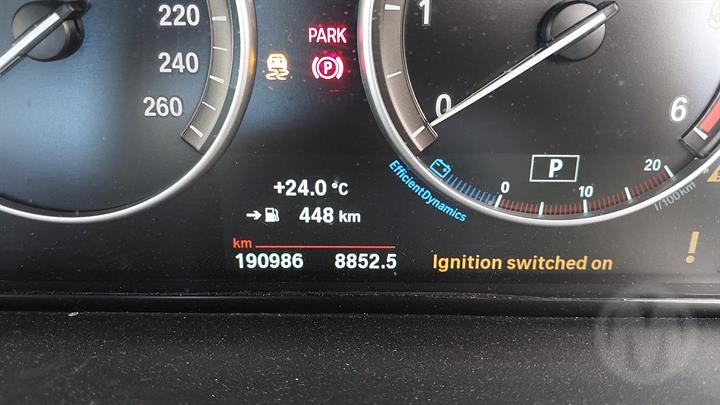 220
240
260
PARK
P
1
0
6
+24.0 °C
→ 448 km
km
190986 8852.5
EfficientDynamics
P
0 10 20
l/100km
Ignition switched on !